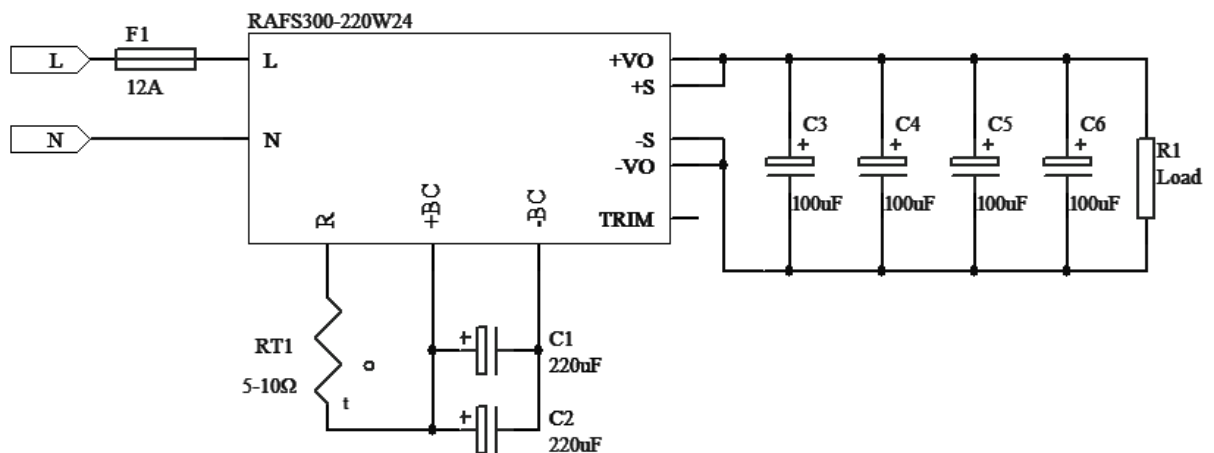 RAFS300-220W24
F1
L
12A
L
N
N
+VO
+S
-S
-VO
TRIM
R
+BC
-BC
C3
+
100uF
C4
+
100uF
C5
+
100uF
C6
+
100uF
R1
Load
RT1
5-10Ω
t
+
C1
220uF
+
C2
220uF